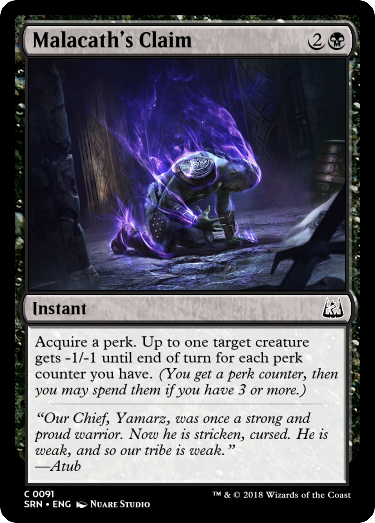 Malacath's Claim 2
Instant
Acquire a perk. Up to one target creature
gets -1/-1 until end of turn for each perk
counter you have. (You get a perk counter, then
you may spend them if you have 3 or more.)
"Our Chief, Yamarz, was once a strong and
proud warrior. Now he is stricken, cursed. He is
weak, and so our tribe is weak."
—Atub
C 0091
SRN • ENG Nuare Studio
™ & © 2018 Wizards of the Coast